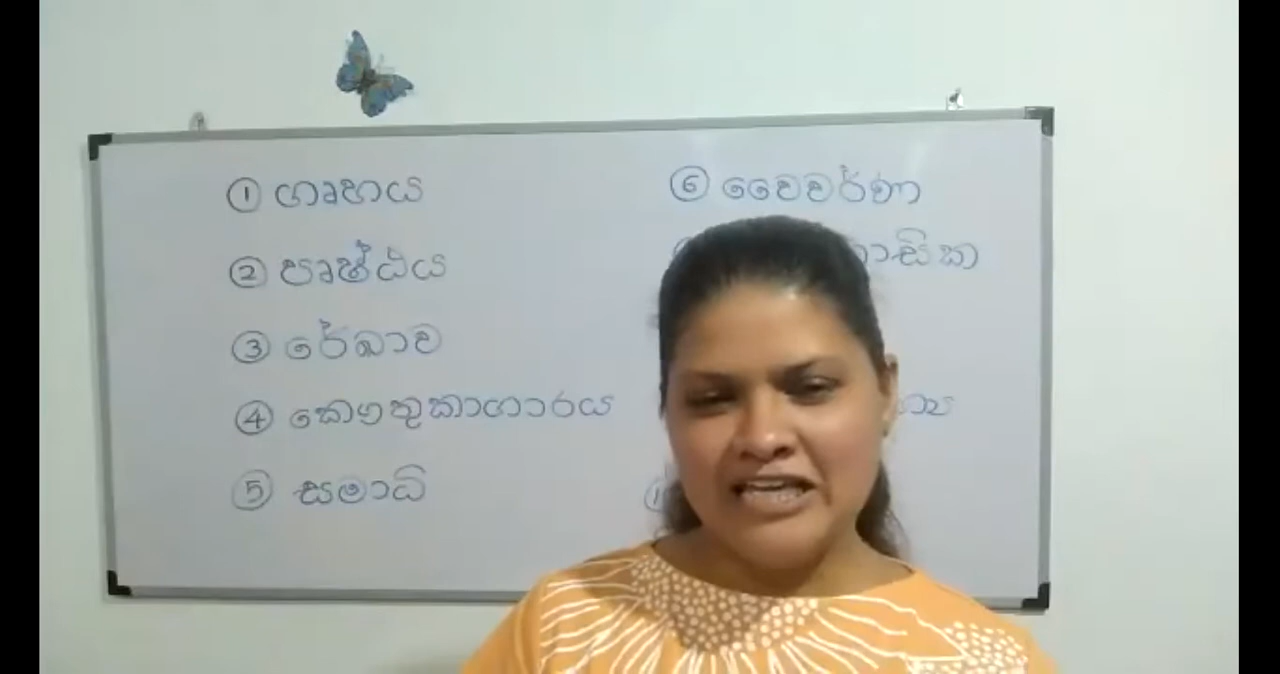 ① ගෘහය
② පෘෂ්ඨය
③ රේඛාව
④ කෞතුකාගාරය
⑤ සමාධි
⑥ වෛවර්ණ